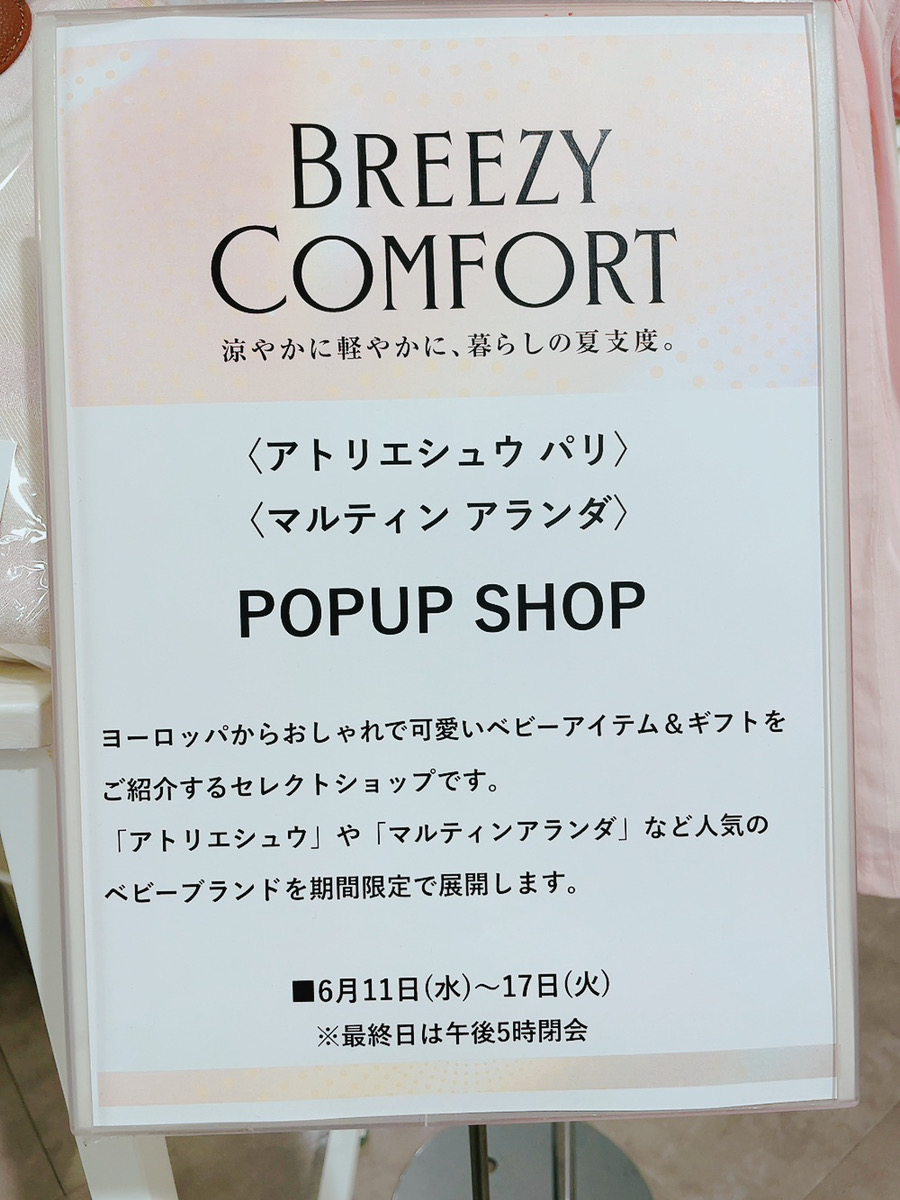 BREEZY
COMFORT
涼やかに軽やかに、暮らしの夏支度。
〈アトリエシュウ パリ〉
〈マルティン アランダ〉
POPUP SHOP
ヨーロッパからおしゃれで可愛いベビーアイテム＆ギフトを
ご紹介するセレクトショップです。
「アトリエシュウ」や「マルティンアランダ」など人気の
ベビーブランドを期間限定で展開します。
■6月11日(水)～17日(火)
※最終日は午後5時閉会